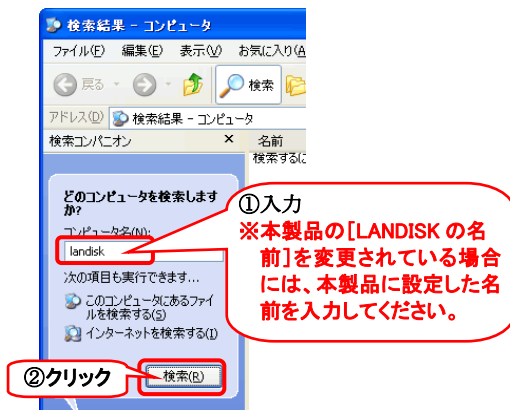 検索結果 - コンピュータ
ファイル(F) 編集(E) 表示(V) お気に入り(A
戻る 検索
アドレス(D) 検索結果 - コンピュータ
検索コンパニオン × 名前
検索する
どのコンピュータを検索します
か?
コンピュータ名(N):
landisk
次の項目も実行できます...
このコンピュータにあるファイ
ルを検索する(S)
インターネットを検索する(I)
検索(R)
①入力
※本製品の[LANDISK の名
前]を変更されている場合
には、本製品に設定した名
前を入力してください。
②クリック